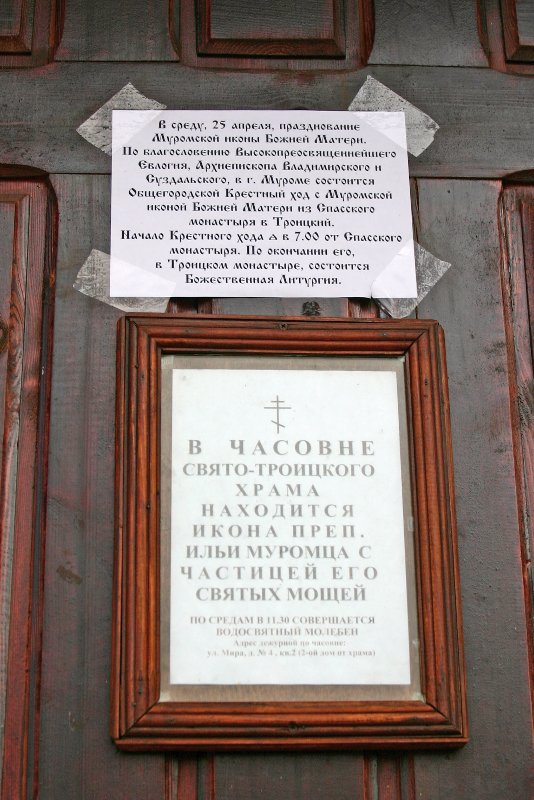 В среду, 25 апреля, празднование
Муромской иконы Божией Матери.
По благословению Высокопреосвященнейшего
Евлогия, Архиепископа Владимирского и
Суздальского, в г. Муроме состоится
Общегородской Крестный ход с Муромской
иконой Божией Матери из Спасского
монастыря в Троицкий.
Начало Крестного хода ѧ в 7.00 от Спасского
монастыря. По окончании его,
в Троицком монастыре, состоится
Божественная Литургия.
В ЧАСОВНЕ
СВЯТО-ТРОИЦКОГО
ХРАМА
НАХОДИТСЯ
ИКОНА ПРЕП.
ИЛЬИ МУРОМЦА С
ЧАСТИЦЕЙ ЕГО
СВЯТЫХ МОЩЕЙ
ПО СРЕДАМ В 11.30 СОВЕРШАЕТСЯ
ВОДОСВЯТНЫЙ МОЛЕБЕН
Адрес дежурной по часовне:
ул. Мира, д. № 4 , кв.2 (2-ой дом от храма)